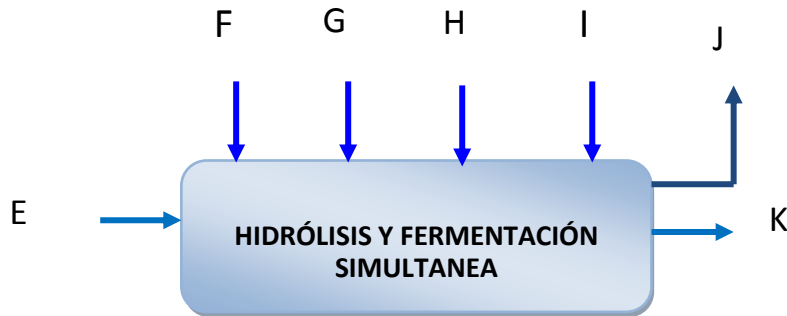 F G H I J
E
HIDRÓLISIS Y FERMENTACIÓN
SIMULTANEA
K